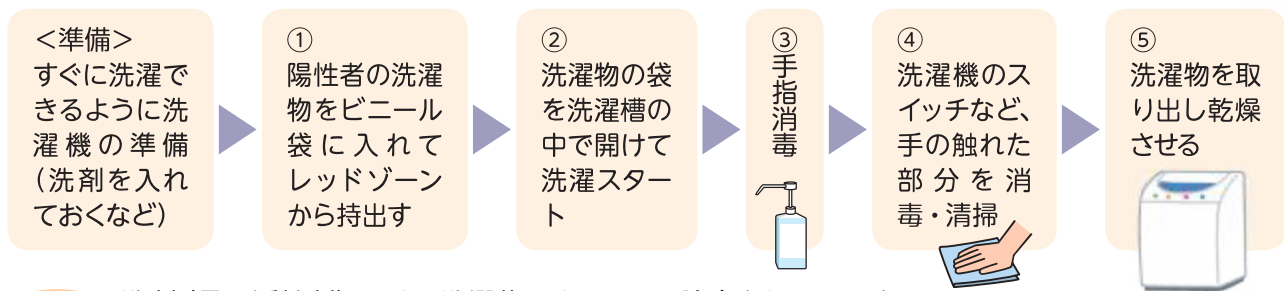 <準備>
すぐに洗濯で
きるように洗
濯機の準備
(洗剤を入れ
ておくなど)
①
陽性者の洗濯
物をビニール
袋に入れて
レッドゾーン
から持出す
②
洗濯物の袋
を洗濯槽の
中で開けて
洗濯スター
ト
③
手指消毒
④
洗濯機のス
イッチなど、
手の触れた
部分を消
毒・清掃
⑤
洗濯物を取
り出し乾燥
させる